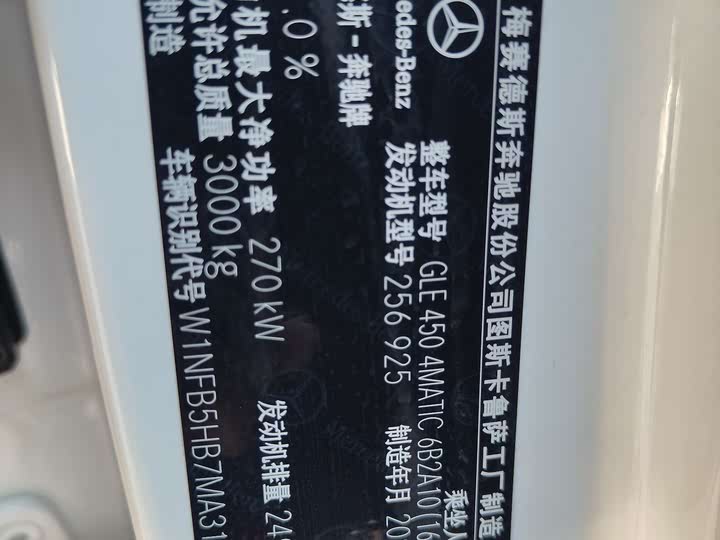 梅赛德斯奔驰股份公司图斯卡鲁萨工厂制造
edes-Benz
整车型号 GLE 450 4MATIC 6B2A10(16
乘坐人
斯-奔驰牌
发动机型号 256 925
制造年月 20
.0 %
机最大净功率 270 kW
发动机排量 24
允许总质量 3000 kg
制造
车辆识别代号 W1NFB5HB7MA31